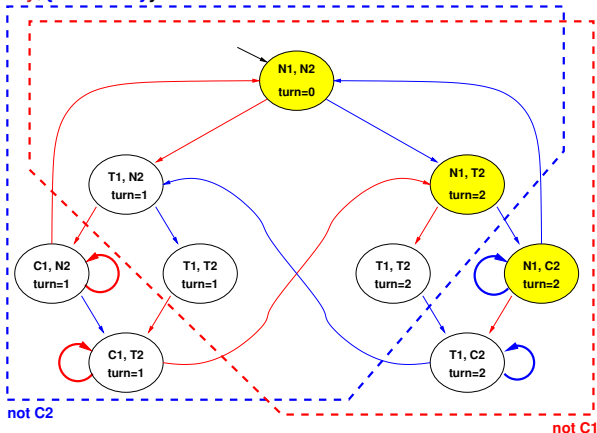 N1, N2
turn=0
T1, N2
turn=1
N1, T2
turn=2
C1, N2
turn=1
T1, T2
turn=1
T1, T2
turn=2
N1, C2
turn=2
C1, T2
turn=1
T1, C2
turn=2
not C2
not C1